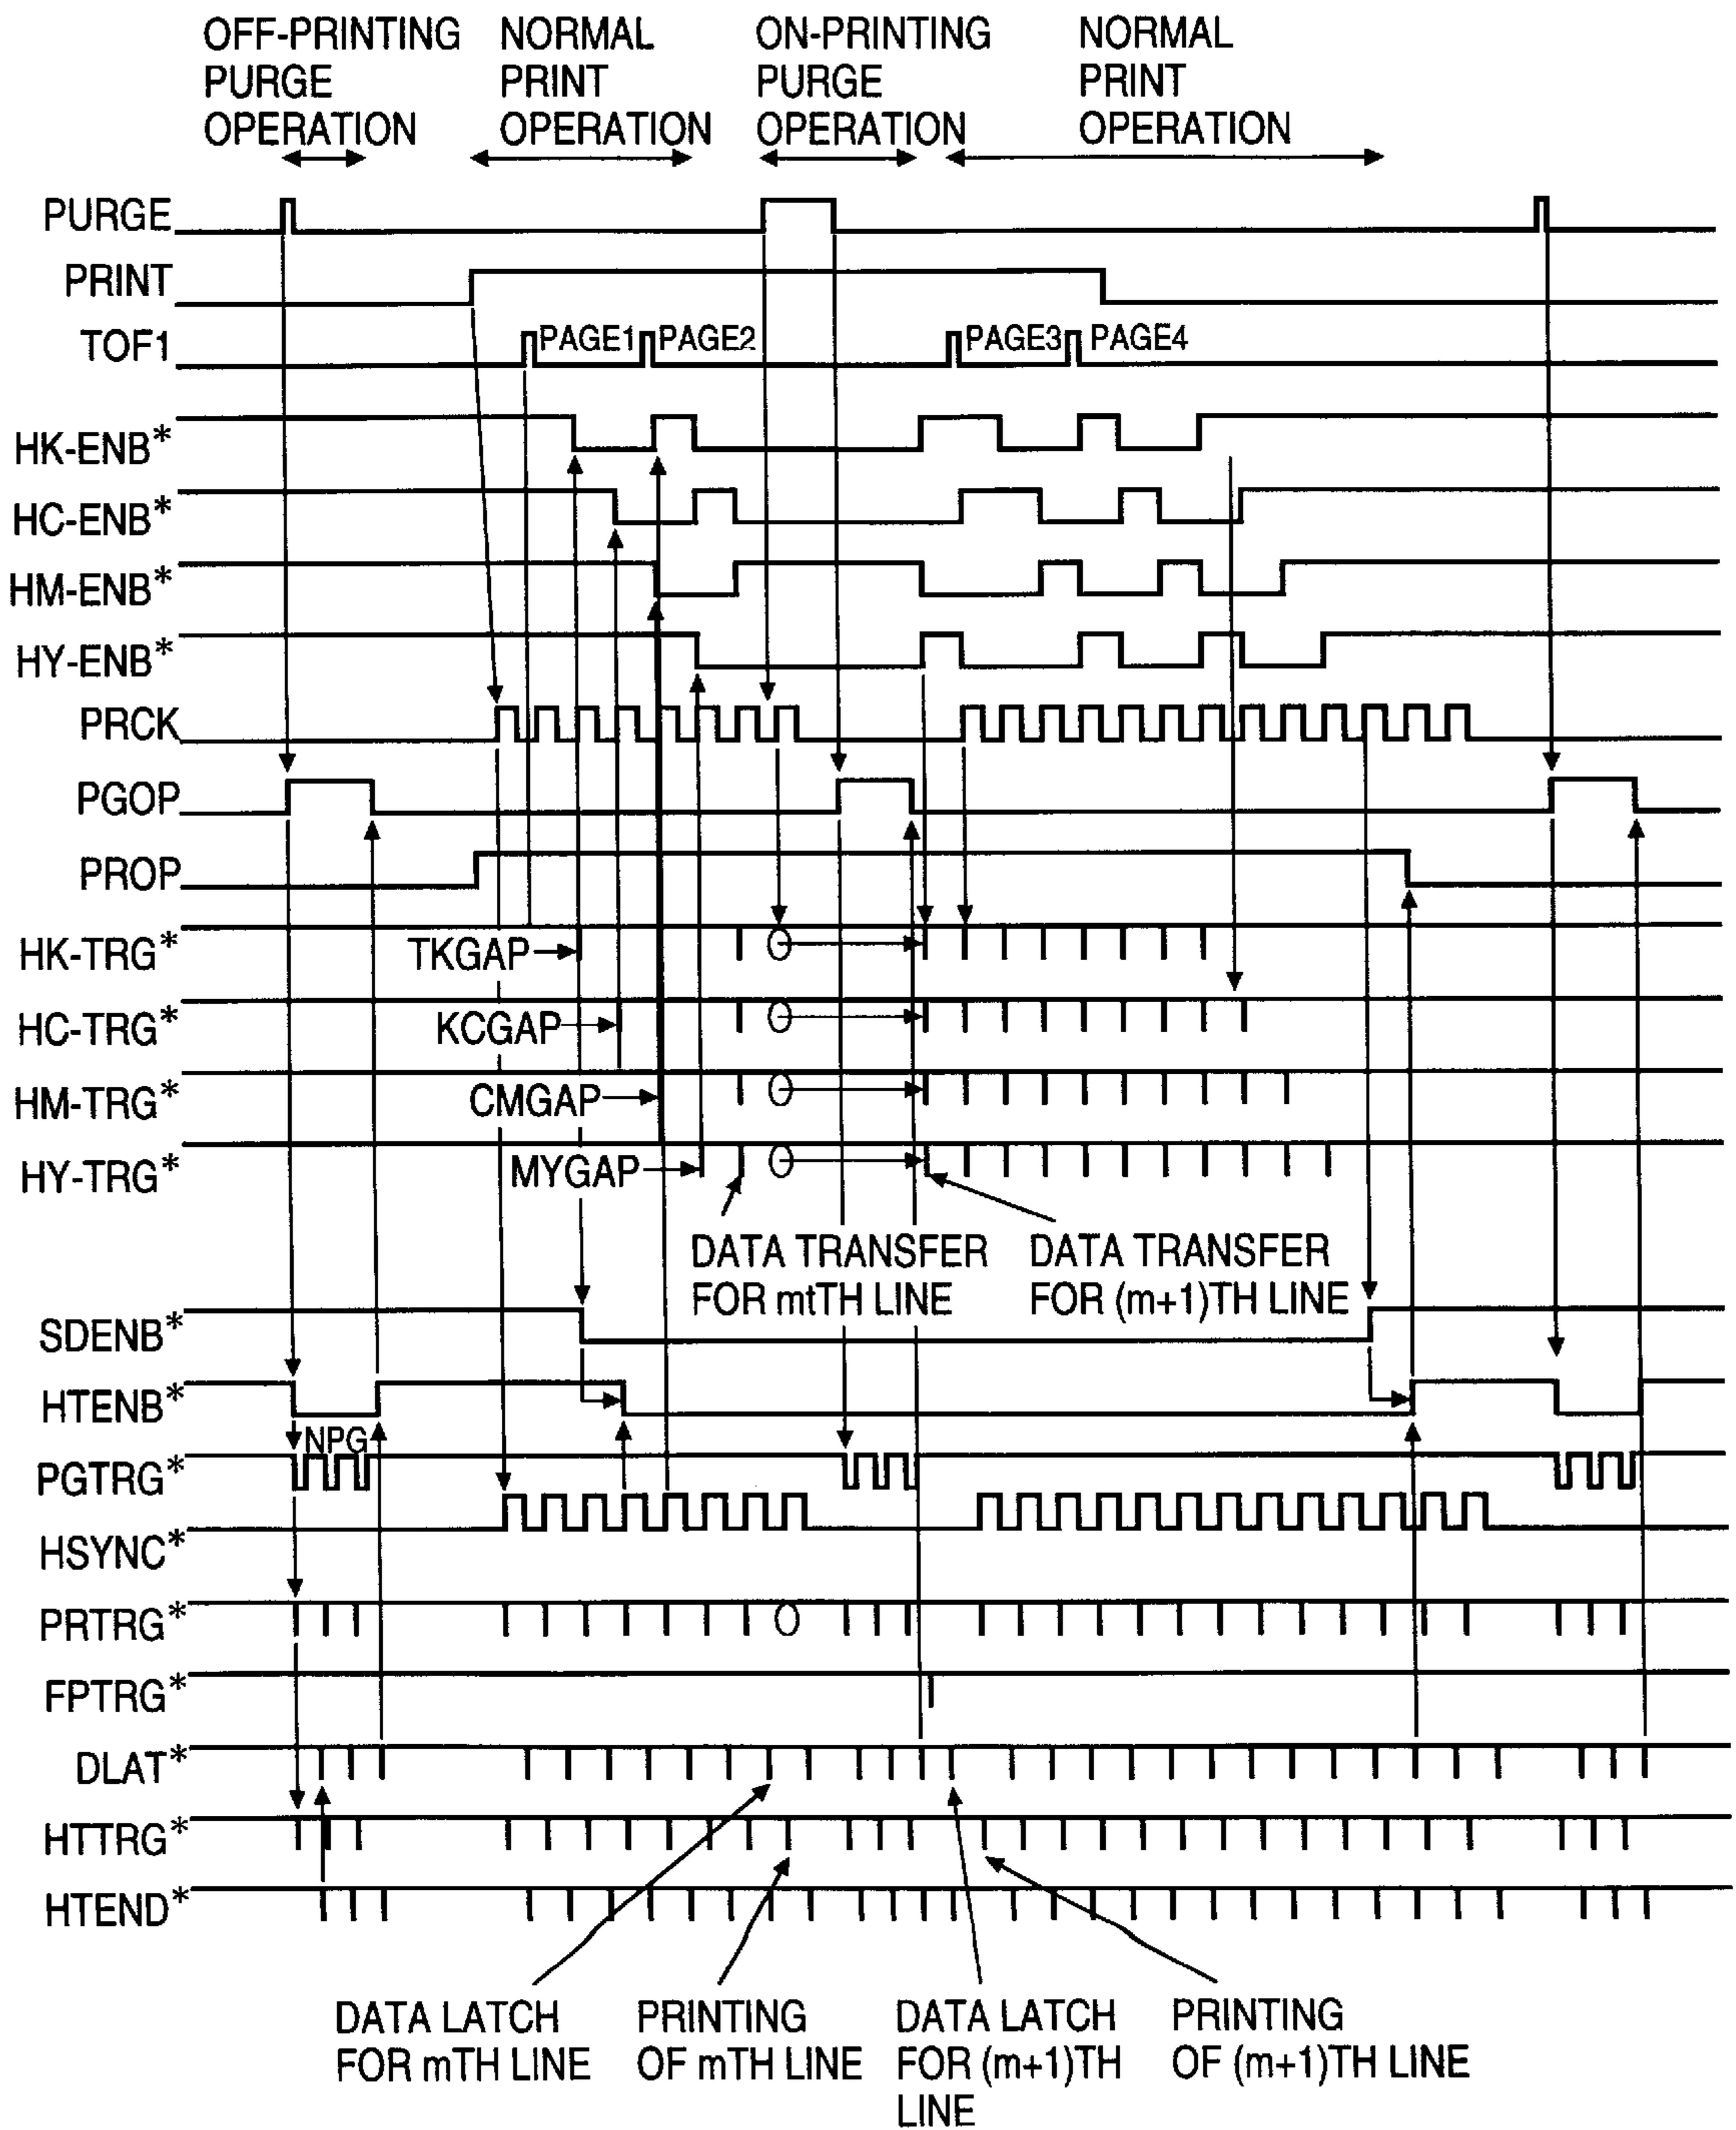 OFF-PRINTING
PURGE
OPERATION
NORMAL
PRINT
OPERATION
ON-PRINTING
PURGE
OPERATION
NORMAL
PRINT
OPERATION
PURGE
PRINT
TOF1
PAGE1
PAGE2
PAGE3
PAGE4
HK-ENB*
HC-ENB*
HM-ENB*
HY-ENB*
PRCK
PGOP
PROP
HK-TRG*
TKGAP
HC-TRG*
KCGAP
HM-TRG*
CMGAP
HY-TRG*
MYGAP
DATA TRANSFER
FOR mtTH LINE
DATA TRANSFER
FOR (m+1)TH LINE
SDENB*
HTENB*
NPG
PGTRG*
HSYNC*
PRTRG*
FPTRG*
DLAT*
HTTRG*
HTEND*
DATA LATCH
FOR mTH LINE
PRINTING
OF mTH LINE
DATA LATCH
FOR (m+1)TH
LINE
PRINTING
OF (m+1)TH LINE